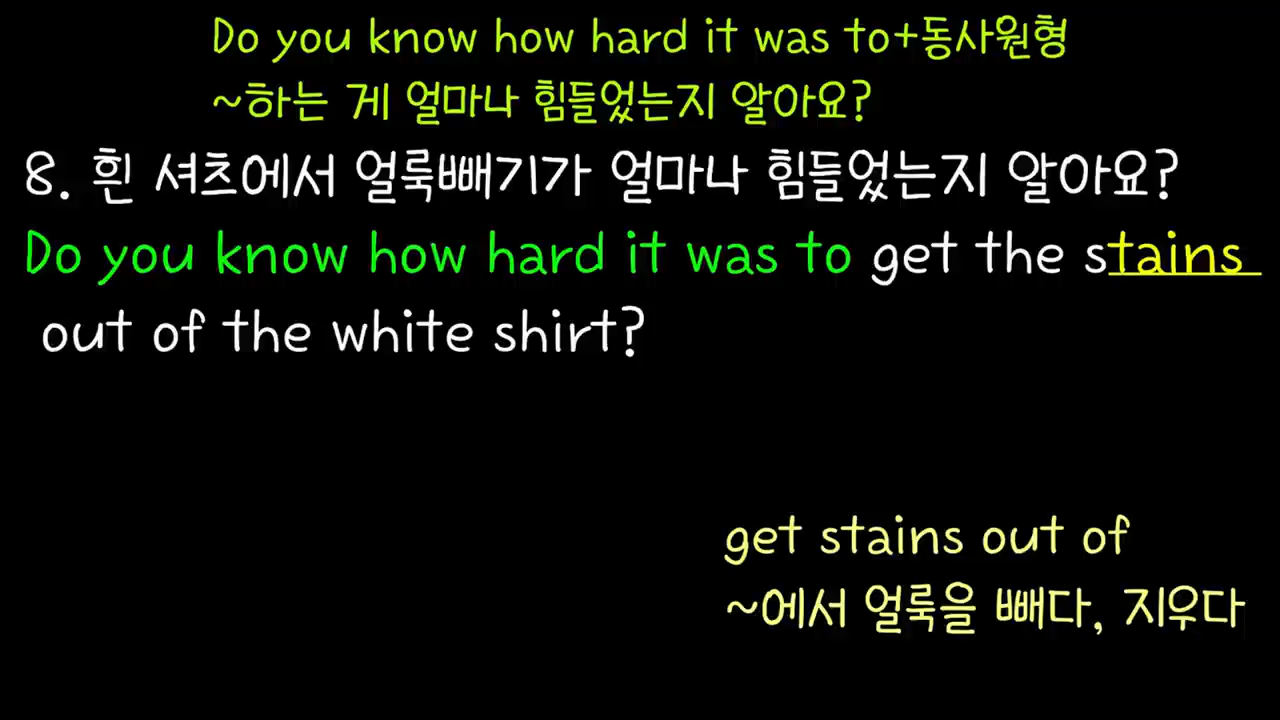 Do you know how hard it was to+동사원형
~하는 게 얼마나 힘들었는지 알아요?
8. 흰 셔츠에서 얼룩빼기가 얼마나 힘들었는지 알아요?
Do you know how hard it was to get the stains
out of the white shirt?
get stains out of
~에서 얼룩을 빼다, 지우다